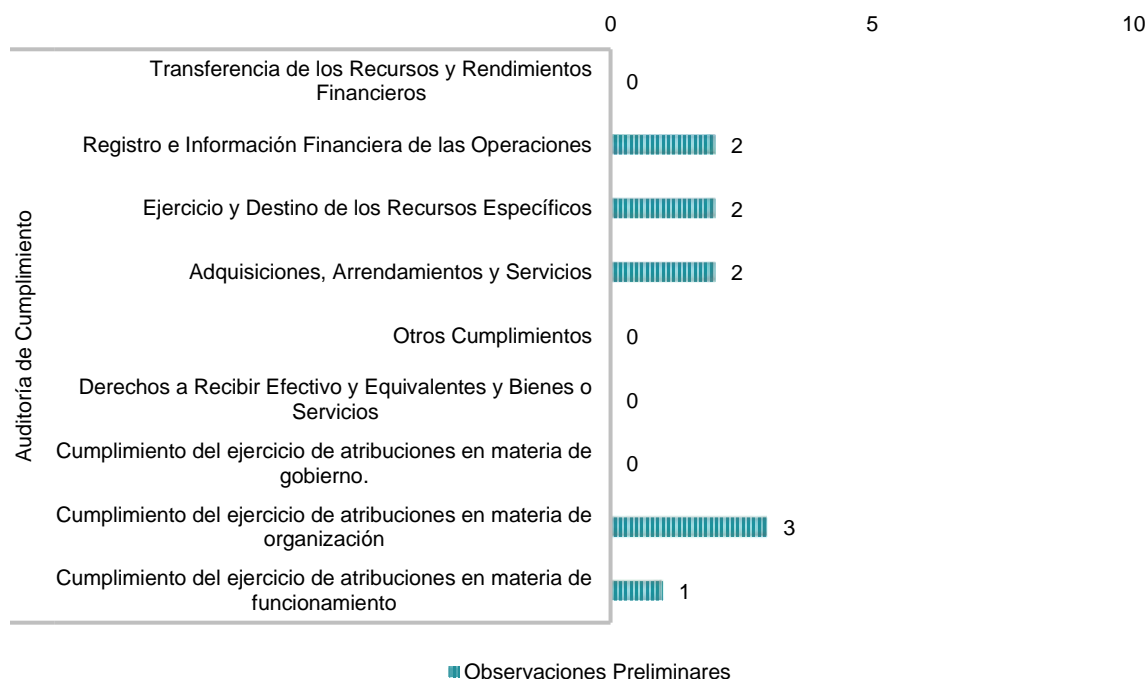 0 5 10
Auditoría de Cumplimiento
Transferencia de los Recursos y Rendimientos
Financieros
0
Registro e Información Financiera de las Operaciones
2
Ejercicio y Destino de los Recursos Específicos
2
Adquisiciones, Arrendamientos y Servicios
2
Otros Cumplimientos
0
Derechos a Recibir Efectivo y Equivalentes y Bienes o
Servicios
0
Cumplimiento del ejercicio de atribuciones en materia de
gobierno.
0
Cumplimiento del ejercicio de atribuciones en materia de
organización
3
Cumplimiento del ejercicio de atribuciones en materia de
funcionamiento
1
Observaciones Preliminares